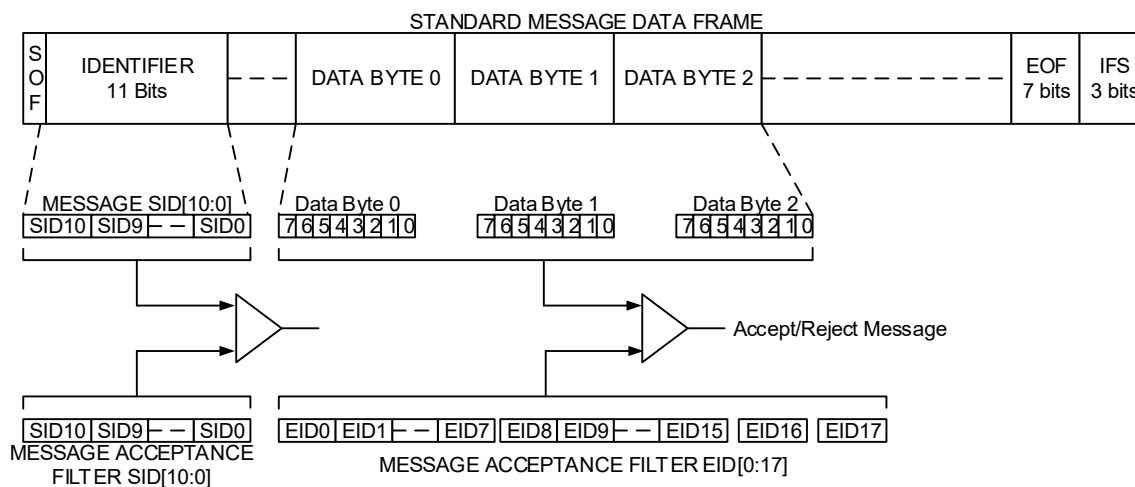 STANDARD MESSAGE DATA FRAME
S
O
F
IDENTIFIER
11 Bits
DATA BYTE 0
DATA BYTE 1
DATA BYTE 2
EOF
7 bits
IFS
3 bits
MESSAGE SID[10:0]
SID10 SID9 SID0
Data Byte 0
7 6 5 4 3 2 1 0
Data Byte 1
7 6 5 4 3 2 1 0
Data Byte 2
7 6 5 4 3 2 1 0
Accept/Reject Message
SID10 SID9 SID0
MESSAGE ACCEPTANCE
FILTER SID[10:0]
EID0 EID1 EID7 EID8 EID9 EID15 EID16 EID17
MESSAGE ACCEPTANCE FILTER EID[0:17]